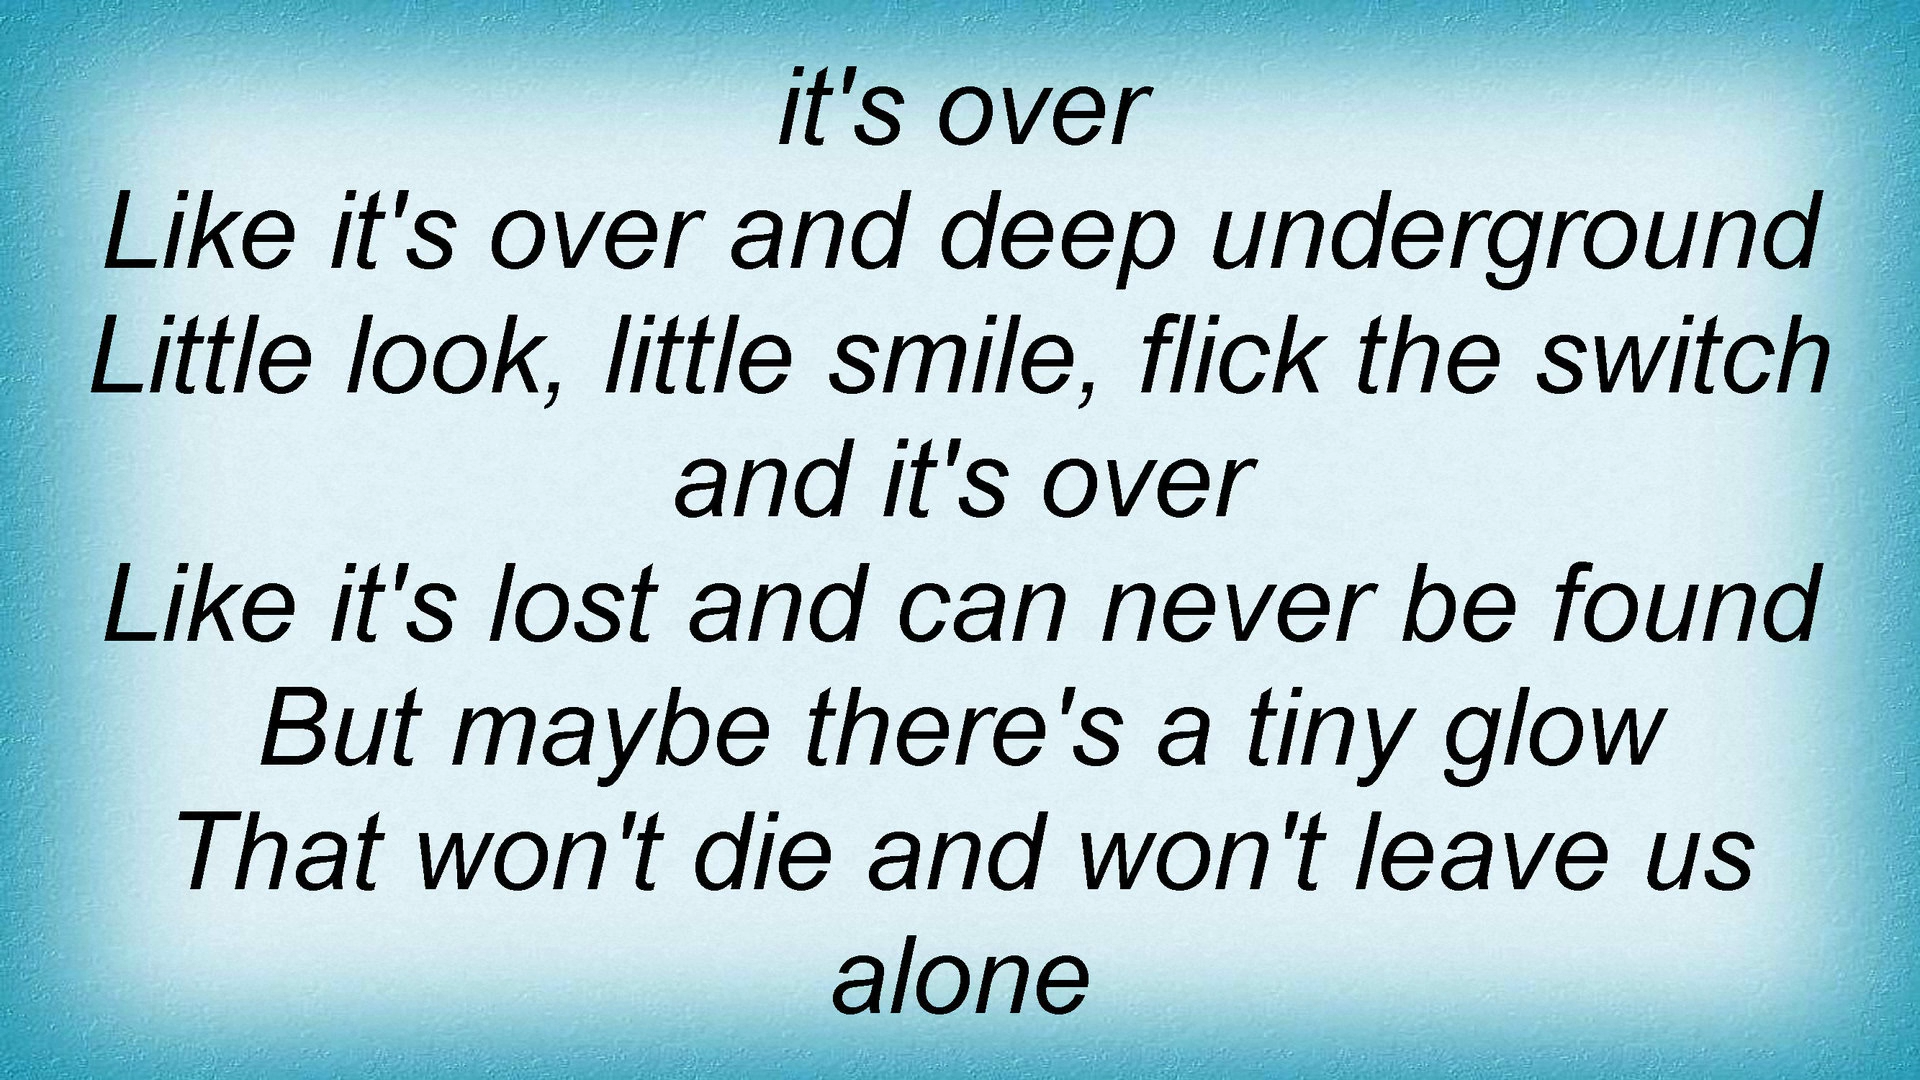 it's over
Like it's over and deep underground
Little look, little smile, flick the switch
and it's over
Like it's lost and can never be found
But maybe there's a tiny glow
That won't die and won't leave us
alone